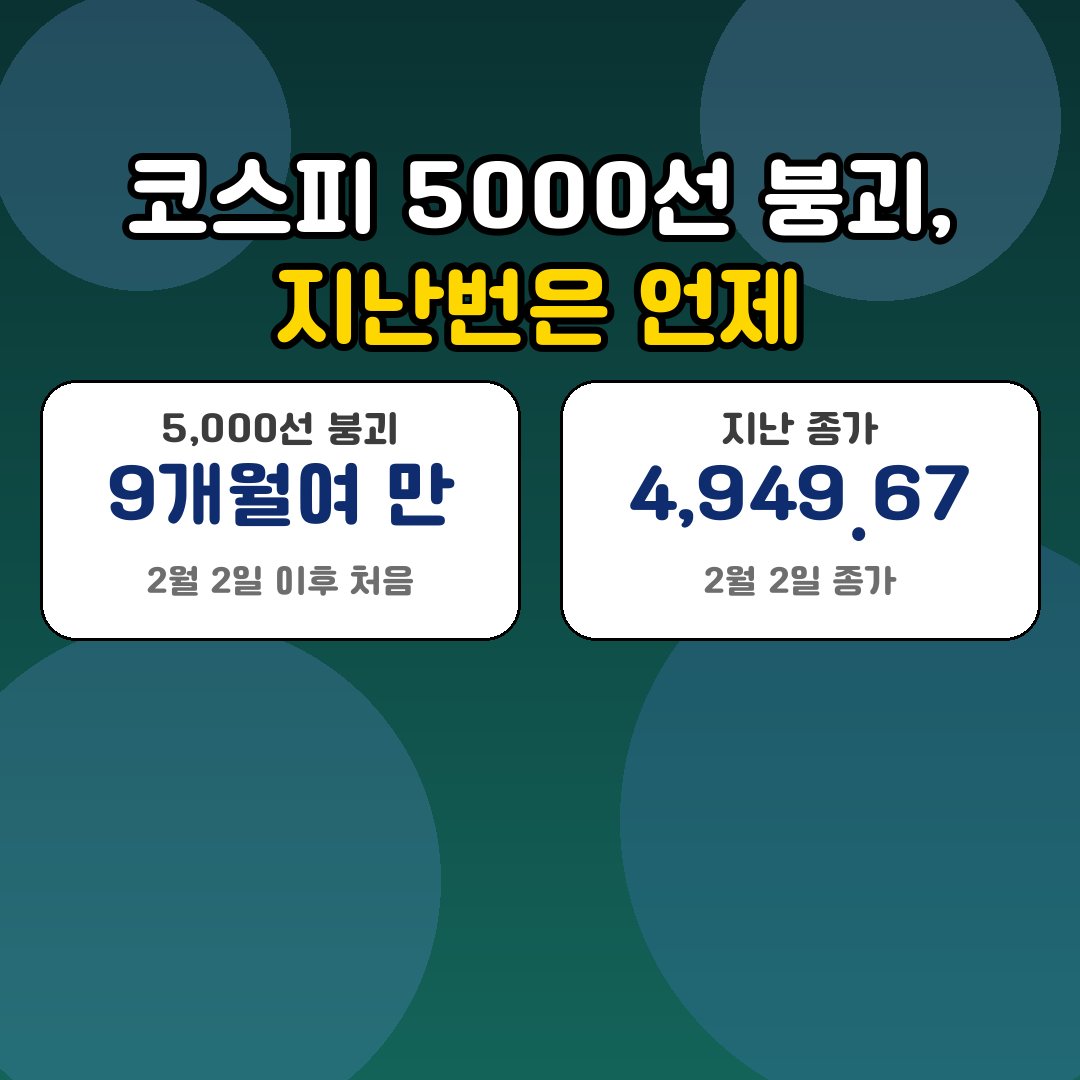 코스피 5000선 붕괴,
지난번은 언제
5,000선 붕괴
9개월여 만
2월 2일 이후 처음
지난 종가
4,949.67
2월 2일 종가